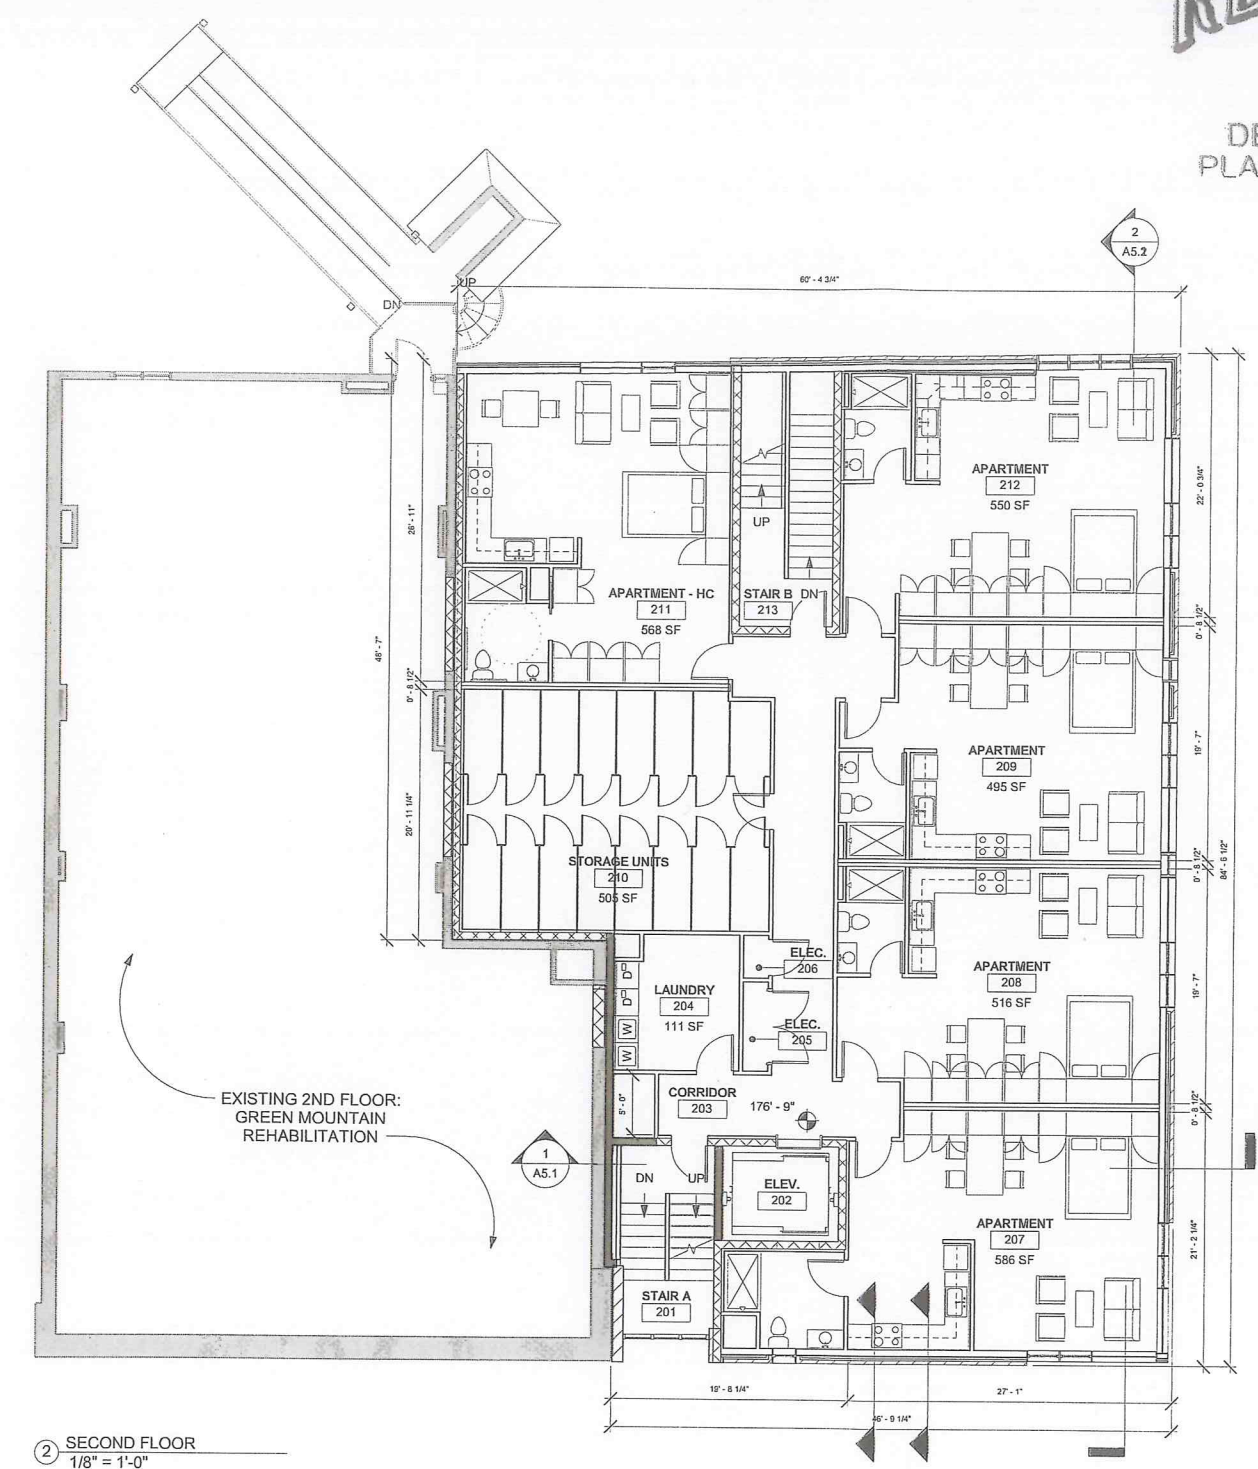 DE
PLA
2
A5.2
60' - 4 3/4"
UP
DN
26' - 11"
48' - 7"
0' - 8 1/2"
20' - 11 1/4"
APARTMENT - HC
211
568 SF
UP
STAIR B
213
DN
APARTMENT
212
550 SF
22' - 0 3/4"
0' - 8 1/2"
APARTMENT
209
495 SF
19' - 7"
0' - 8 1/2"
84' - 6 1/2"
STORAGE UNITS
210
505 SF
ELEC.
206
LAUNDRY
204
111 SF
D
D
W
W
ELEC.
205
APARTMENT
208
516 SF
19' - 7"
0' - 8 1/2"
CORRIDOR
203
176' - 9"
5' - 0"
EXISTING 2ND FLOOR:
GREEN MOUNTAIN
REHABILITATION
1
A5.1
DN
UP
ELEV.
202
APARTMENT
207
586 SF
21' - 2 1/4"
STAIR A
201
19' - 8 1/4"
27' - 1"
46' - 9 1/4"
2
SECOND FLOOR
1/8" = 1'-0"